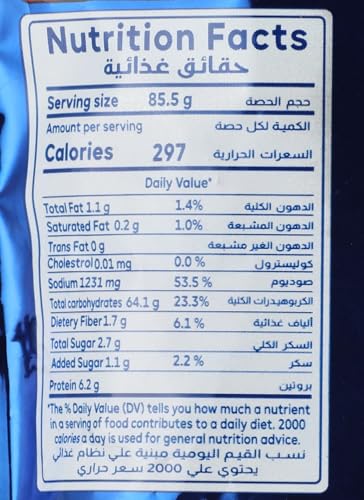 Nutrition Facts
حقائق غذائية
Serving size 85.5 g حجم الحصة
Amount per serving الكمية لكل حصة
Calories 297 السعرات الحرارية
Daily Value*
Total Fat 1.1 g 1.4% الدهون الكلية
Saturated Fat 0.2 g 1.0% الدهون المشبعة
Trans Fat 0 g الدهون الغير مشبعة
Cholestrol 0.01 mg 0.0 % كوليسترول
Sodium 1231 mg 53.5 % صوديوم
Total carbohydrates 64.1 g 23.3% الكربوهيدرات الكلية
Dietery Fiber 1.7 g 6.1 % ألياف غذائية
Total Sugar 2.7 g السكر الكلي
Added Sugar 1.1 g 2.2 % سكر
Protein 6.2 g بروتين
*The % Daily Value (DV) tells you how much a nutrient
in a serving of food contributes to a daily diet. 2000
calories a day is used for general nutrition advice.
نسب القيم اليومية مبنية علي نظام غذائي
يحتوي علي 2000 سعر حراري